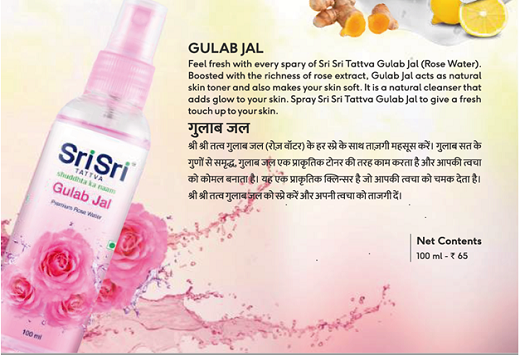 GULAB JAL
Feel fresh with every spary of Sri Sri Tattva Gulab Jal (Rose Water).
Boosted with the richness of rose extract, Gulab Jal acts as natural
skin toner and also makes your skin soft. It is a natural cleanser that
adds glow to your skin. Spray Sri Sri Tattva Gulab Jal to give a fresh
touch up to your skin.
गुलाब जल
श्री श्री तत्व गुलाब जल (रोज़ वॉटर) के हर स्प्रे के साथ ताज़गी महसूस करें। गुलाब सत के
गुणों से समृद्ध, गुलाब जल एक प्राकृतिक टोनर की तरह काम करता है और आपकी त्वचा
को कोमल बनाता है। यह एक प्राकृतिक क्लिन्सर है जो आपकी त्वचा को चमक देता है।
श्री श्री तत्व गुलाब जल को स्प्रे करें और अपनी त्वचा को ताजगी दें।
Net Contents
100 ml - ₹ 65
SriSri
TATTVA
shuddhta ka naam
Gulab Jal
Premium Rose Water
100 ml